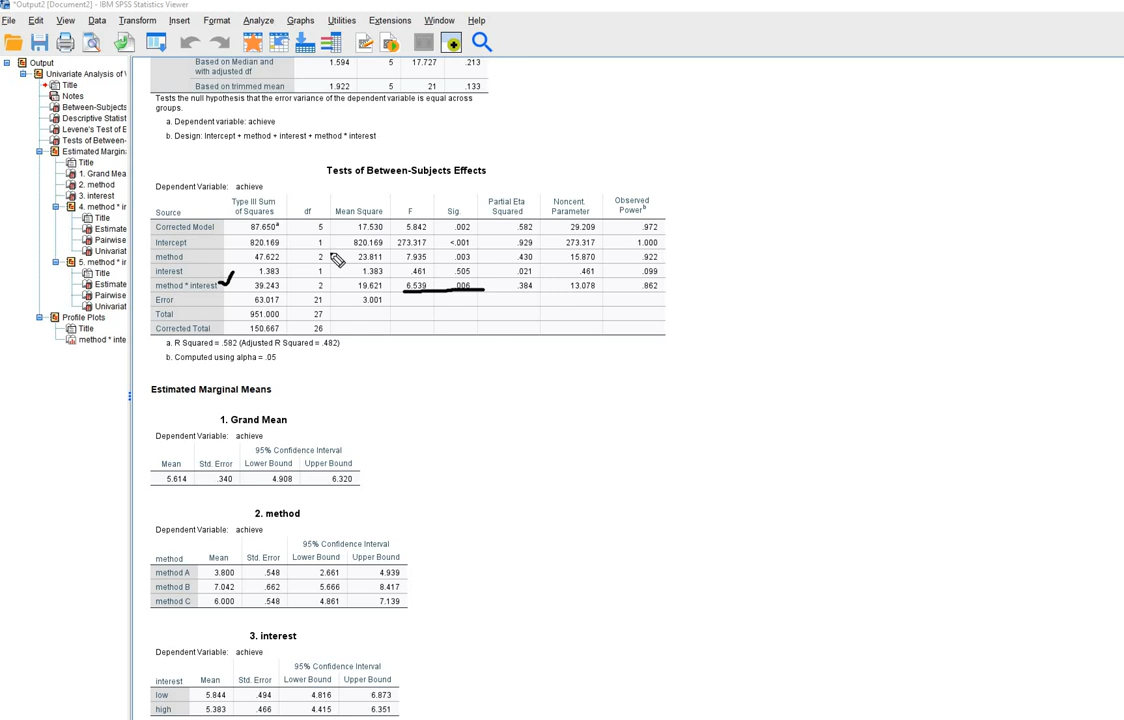 *Output2 [Document2] - IBM SPSS Statistics Viewer
File Edit View Data Transform Insert Format Analyze Graphs Utilities Extensions Window Help
Output
Univariate Analysis of V
Title
Notes
Between-Subjects
Descriptive Statist
Levene's Test of E
Tests of Between-
Estimated Margin
Title
1. Grand Mea
2. method
3. interest
4. method * ir
Title
Estimate
Pairwise
Univariat
5. method * ir
Title
Estimate
Pairwise
Univariat
Profile Plots
Title
method * inte
Based on Median and with adjusted df 1.594 5 17.727 .213
Based on trimmed mean 1.922 5 21 .133
Tests the null hypothesis that the error variance of the dependent variable is equal across
groups.
a. Dependent variable: achieve
b. Design: Intercept + method + interest + method * interest
Tests of Between-Subjects Effects
Dependent Variable: achieve
Source Type III Sum of Squares df Mean Square F Sig. Partial Eta Squared Noncent. Parameter Observed Power^b
Corrected Model 87.650^a 5 17.530 5.842 .002 .582 29.209 .972
Intercept 820.169 1 820.169 273.317 <.001 .929 273.317 1.000
method 47.622 2 23.811 7.935 .003 .430 15.870 .922
interest 1.383 1 1.383 .461 .505 .021 .461 .099
method * interest 39.243 2 19.621 6.539 .006 .384 13.078 .862
Error 63.017 21 3.001
Total 951.000 27
Corrected Total 150.667 26
a. R Squared = .582 (Adjusted R Squared = .482)
b. Computed using alpha = .05
Estimated Marginal Means
1. Grand Mean
Dependent Variable: achieve
95% Confidence Interval
Mean Std. Error Lower Bound Upper Bound
5.614 .340 4.908 6.320
2. method
Dependent Variable: achieve
95% Confidence Interval
method Mean Std. Error Lower Bound Upper Bound
method A 3.800 .548 2.661 4.939
method B 7.042 .662 5.666 8.417
method C 6.000 .548 4.861 7.139
3. interest
Dependent Variable: achieve
95% Confidence Interval
interest Mean Std. Error Lower Bound Upper Bound
low 5.844 .494 4.816 6.873
high 5.383 .466 4.415 6.351